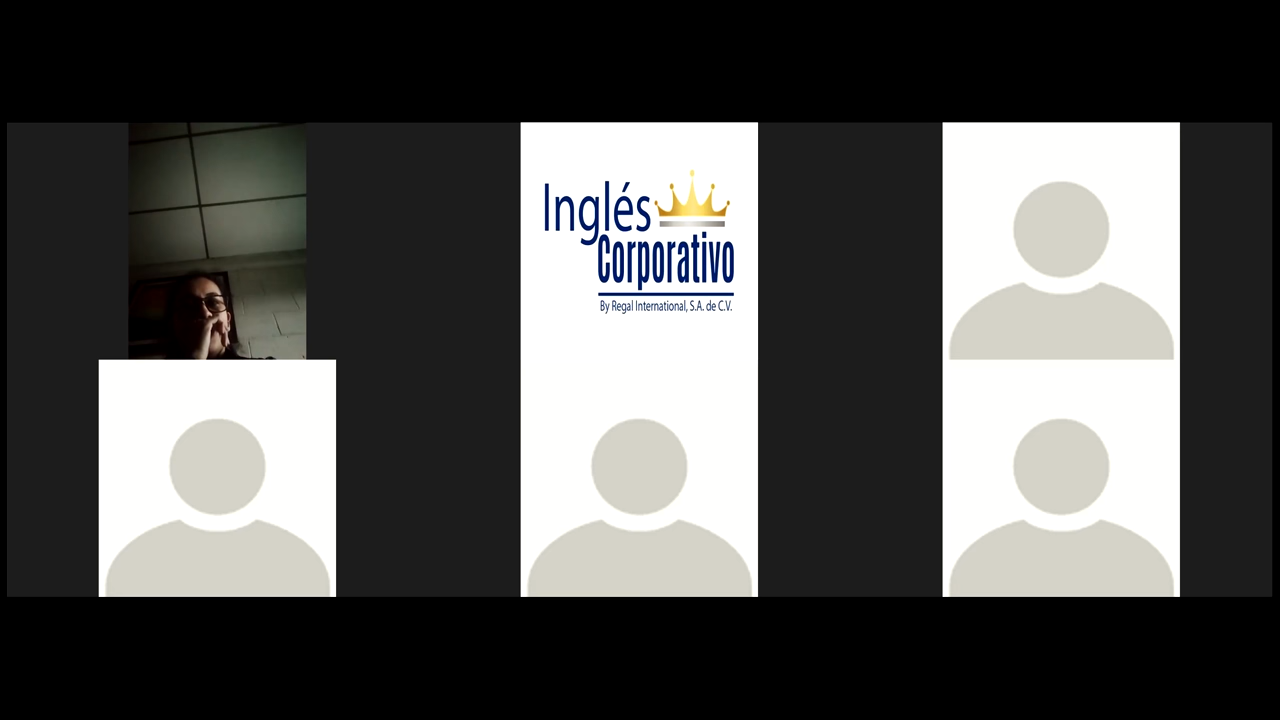 Inglés
Corporativo
By Regal International, S.A. de C.V.